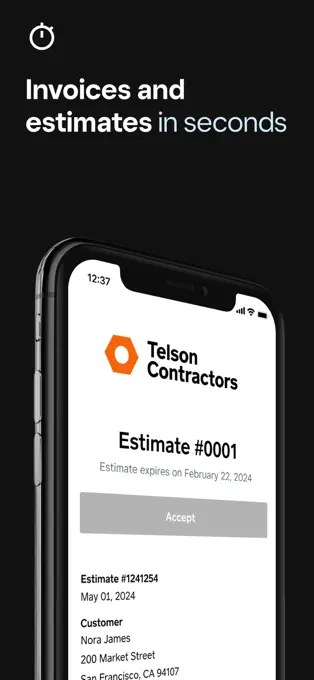 Invoices and
estimates in seconds
12:37
Telson
Contractors
Estimate #0001
Estimate expires on February 22, 2024
Accept
Estimate #1241254
May 01, 2024
Customer
Nora James
200 Market Street
San Francisco, CA 94107